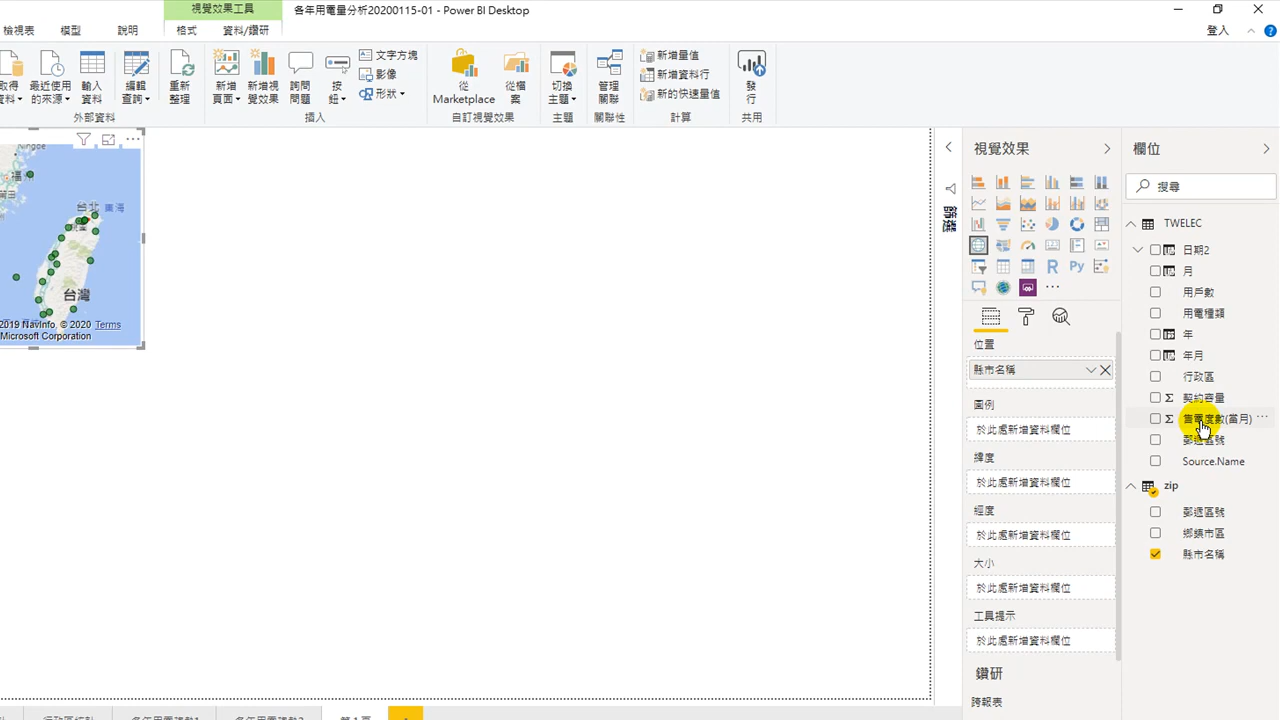 視覺效果工具
各年用電量分析20200115-01 - Power BI Desktop
檢視表
模型
說明
格式
資料/鑽研
登入
取得
資料
最近使用
的來源
輸入
資料
編輯
查詢
重新
整理
新增
頁面
新增視
覺效果
詢問
問題
按
鈕
文字方塊
影像
形狀
從
Marketplace
從檔
案
切換
主題
管理
關聯
新增量值
新增資料行
新的快速量值
發
行
外部資料
插入
自訂視覺效果
主題
關聯性
計算
共用
Ningbo
台北
東海
台灣
2019 NavInfo, © 2020 Terms
Microsoft Corporation
篩選
視覺效果
位置
縣市名稱
圖例
於此處新增資料欄位
緯度
於此處新增資料欄位
經度
於此處新增資料欄位
大小
於此處新增資料欄位
工具提示
於此處新增資料欄位
鑽研
跨報表
欄位
搜尋
TWELEC
日期2
月
用戶數
用電種類
年
年月
行政區
契約容量
售電度數(當月)
郵遞區號
Source.Name
zip
郵遞區號
鄉鎮市區
縣市名稱